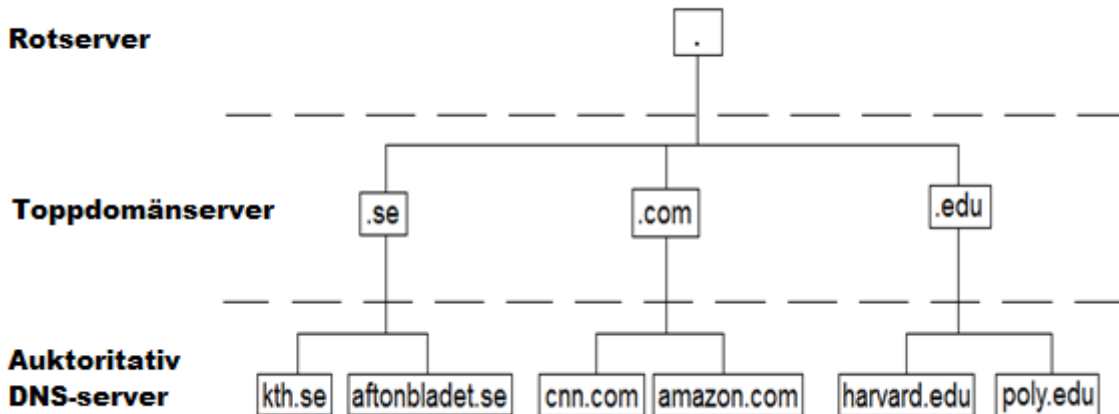 Rotserver
.
Toppdomänserver
.se
.com
.edu
Auktoritativ
DNS-server
kth.se
aftonbladet.se
cnn.com
amazon.com
harvard.edu
poly.edu